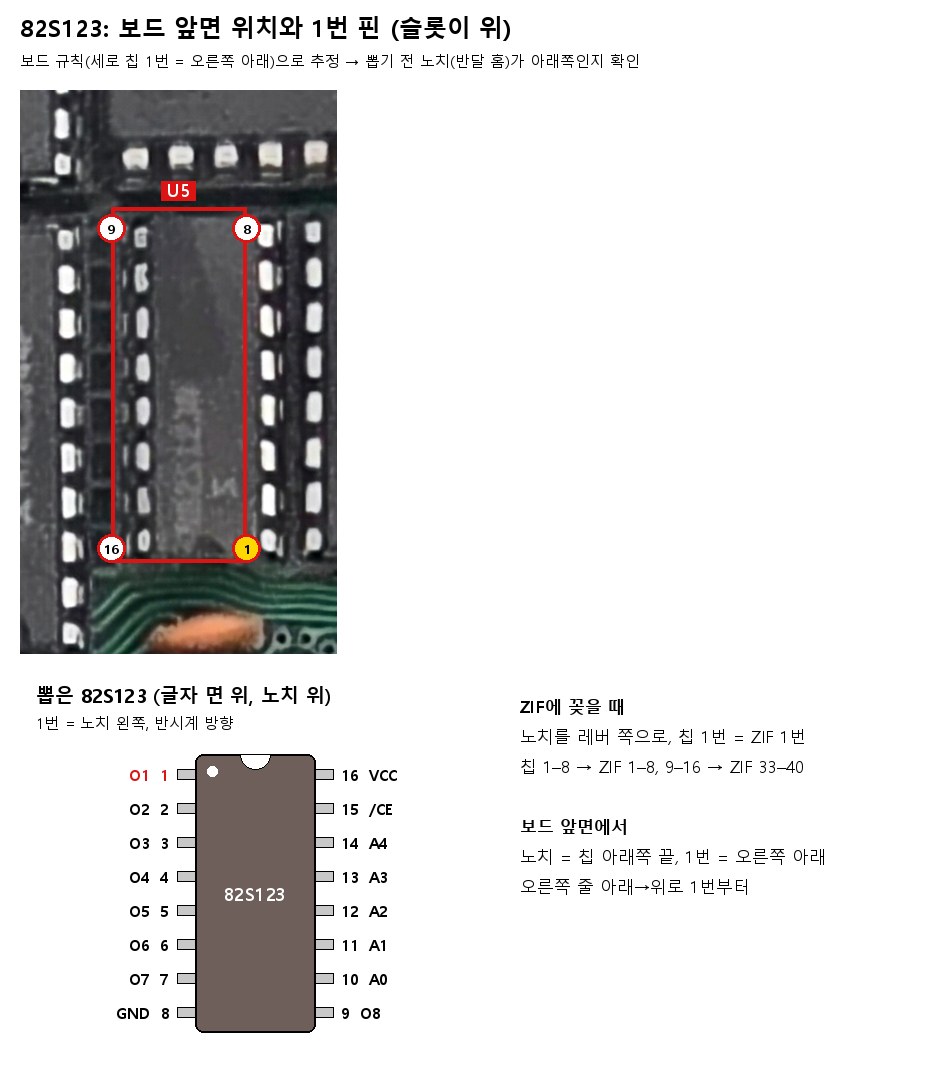 82S123: 보드 앞면 위치와 1번 핀 (슬롯이 위)
보드 규칙(세로 칩 1번 = 오른쪽 아래)으로 추정 → 뽑기 전 노치(반달 홈)가 아래쪽인지 확인
U5
9 8
16 1
뽑은 82S123 (글자 면 위, 노치 위)
1번 = 노치 왼쪽, 반시계 방향
O1 1 16 VCC
O2 2 15 /CE
O3 3 14 A4
O4 4 13 A3
82S123
O5 5 12 A2
O6 6 11 A1
O7 7 10 A0
GND 8 9 O8
ZIF에 꽂을 때
노치를 레버 쪽으로, 칩 1번 = ZIF 1번
칩 1–8 → ZIF 1–8, 9–16 → ZIF 33–40
보드 앞면에서
노치 = 칩 아래쪽 끝, 1번 = 오른쪽 아래
오른쪽 줄 아래→위로 1번부터